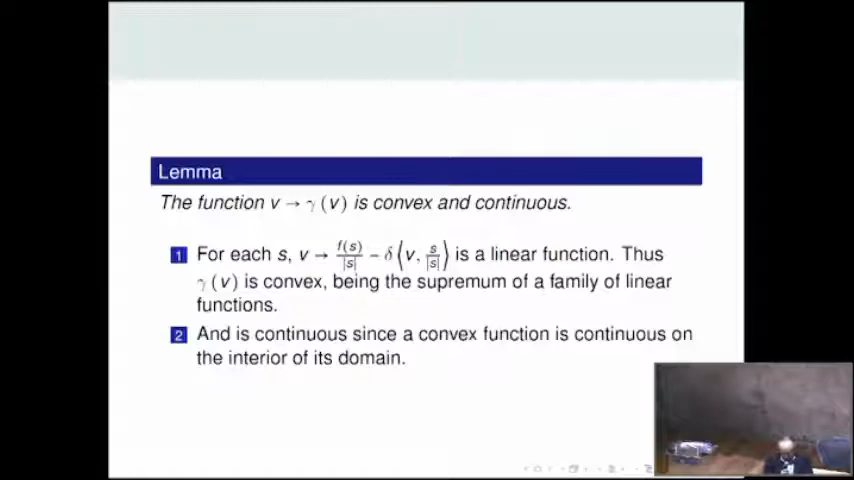 Lemma
The function v → γ (v) is convex and continuous.
1 For each s, v → f(s)/|s| − δ ⟨v, s/|s|⟩ is a linear function. Thus
γ (v) is convex, being the supremum of a family of linear
functions.
2 And is continuous since a convex function is continuous on
the interior of its domain.